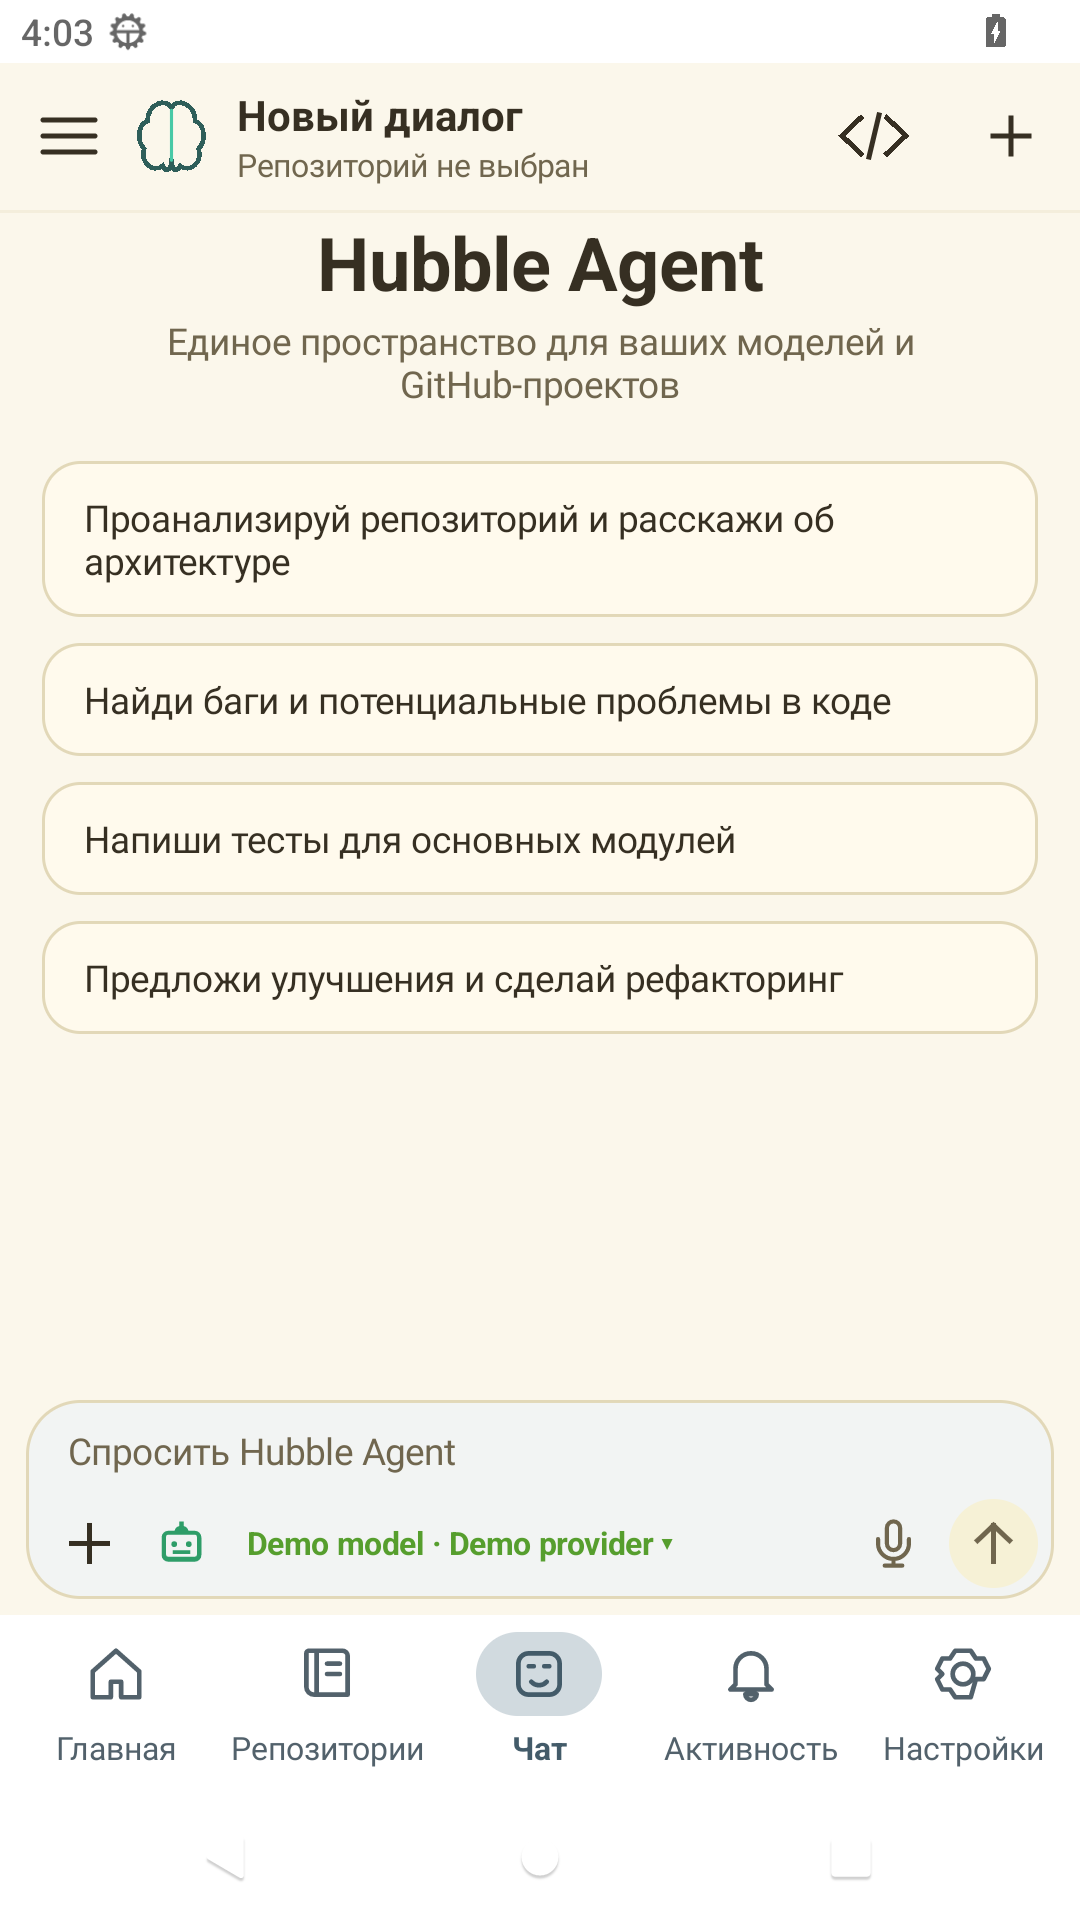 4:03
Новый диалог
Репозиторий не выбран
Hubble Agent
Единое пространство для ваших моделей и
GitHub-проектов
Проанализируй репозиторий и расскажи об
архитектуре
Найди баги и потенциальные проблемы в коде
Напиши тесты для основных модулей
Предложи улучшения и сделай рефакторинг
Спросить Hubble Agent
Demo model · Demo provider ▾
Главная
Репозитории
Чат
Активность
Настройки